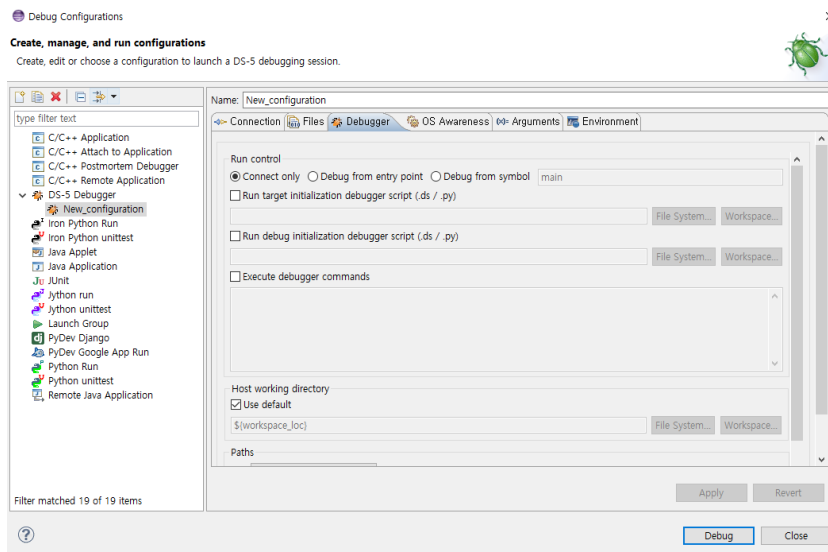 Debug Configurations
Create, manage, and run configurations
Create, edit or choose a configuration to launch a DS-5 debugging session.
type filter text
C/C++ Application
C/C++ Attach to Application
C/C++ Postmortem Debugger
C/C++ Remote Application
DS-5 Debugger
New_configuration
Iron Python Run
Iron Python unittest
Java Applet
Java Application
JUnit
Jython run
Jython unittest
Launch Group
PyDev Django
PyDev Google App Run
Python Run
Python unittest
Remote Java Application
Filter matched 19 of 19 items
Name: New_configuration
Connection Files Debugger OS Awareness Arguments Environment
Run control
Connect only Debug from entry point Debug from symbol main
Run target initialization debugger script (.ds / .py)
File System... Workspace...
Run debug initialization debugger script (.ds / .py)
File System... Workspace...
Execute debugger commands
Host working directory
Use default
${workspace_loc}
File System... Workspace...
Paths
Apply Revert
Debug Close